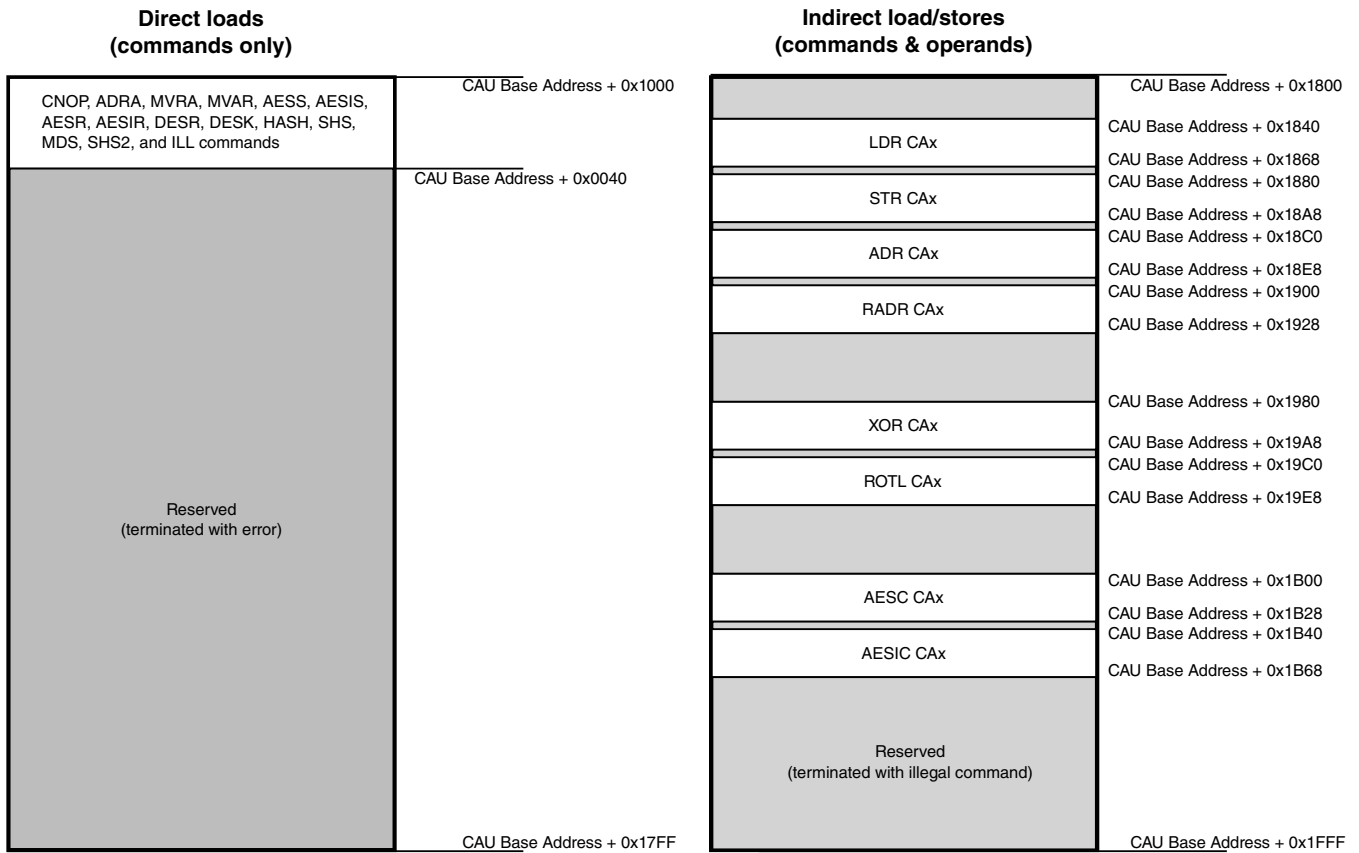 Direct loads
(commands only)
CAU Base Address + 0x1000
CNOP, ADRA, MVRA, MVAR, AESS, AESIS,
AESR, AESIR, DESR, DESK, HASH, SHS,
MDS, SHS2, and ILL commands
CAU Base Address + 0x0040
Reserved
(terminated with error)
CAU Base Address + 0x17FF
Indirect load/stores
(commands & operands)
CAU Base Address + 0x1800
CAU Base Address + 0x1840
LDR CAx
CAU Base Address + 0x1868
CAU Base Address + 0x1880
STR CAx
CAU Base Address + 0x18A8
CAU Base Address + 0x18C0
ADR CAx
CAU Base Address + 0x18E8
CAU Base Address + 0x1900
RADR CAx
CAU Base Address + 0x1928
CAU Base Address + 0x1980
XOR CAx
CAU Base Address + 0x19A8
CAU Base Address + 0x19C0
ROTL CAx
CAU Base Address + 0x19E8
CAU Base Address + 0x1B00
AESC CAx
CAU Base Address + 0x1B28
CAU Base Address + 0x1B40
AESIC CAx
CAU Base Address + 0x1B68
Reserved
(terminated with illegal command)
CAU Base Address + 0x1FFF